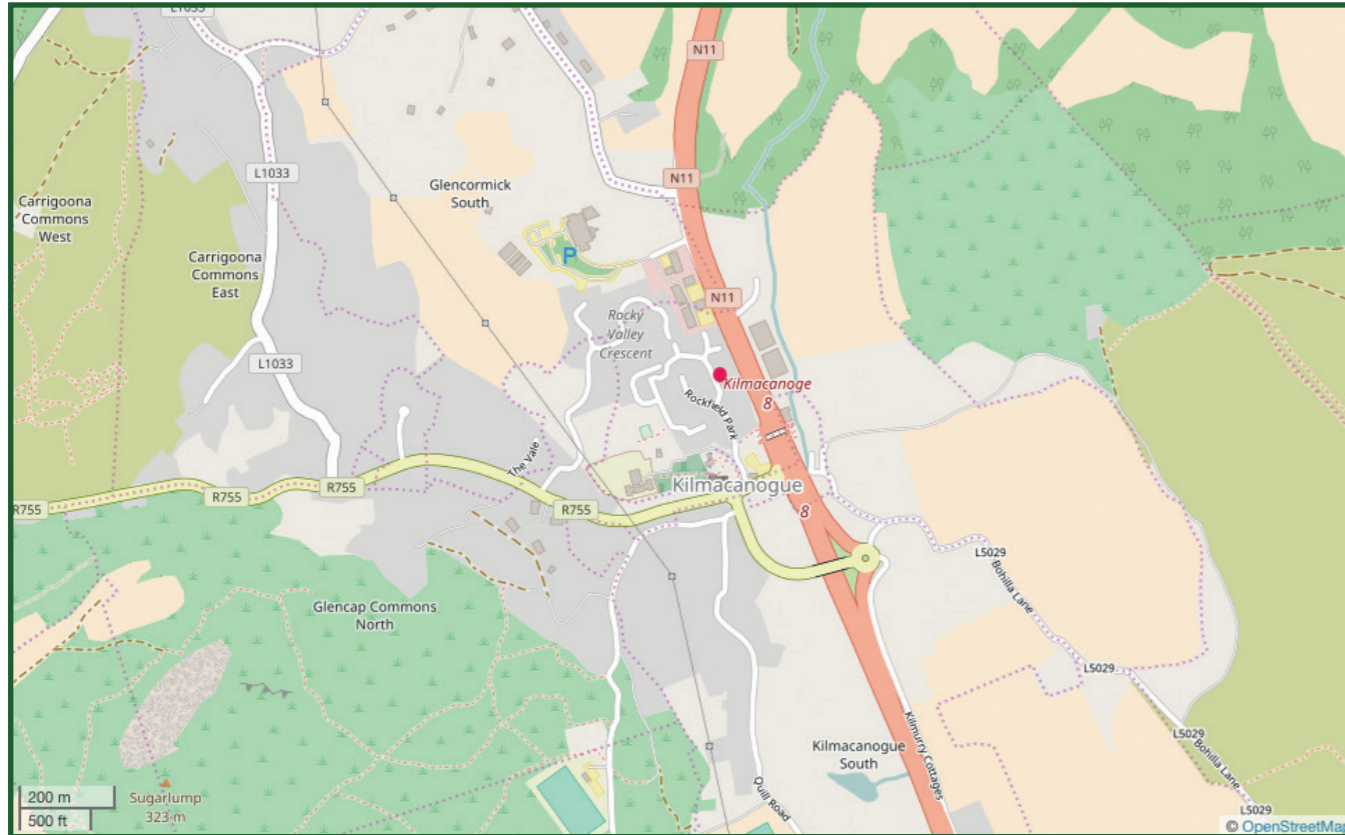 L1033
N11
N11
L1033
Glencormick
South
Carrigoona
Commons
West
Carrigoona
Commons
East
P
N11
Rocky
Valley
Crescent
L1033
Kilmacanoge
8
Rockfield Park
The Vale
Kilmacanogue
R755
R755
R755
R755
8
L5029
Bohilla Lane
Glencap Commons
North
L5029
Kilmurry Cottages
L5029
Bohilla Lane
Kilmacanogue
South
Quill Road
Sugarlump
323 m
200 m
500 ft
L5029
© OpenStreetMap